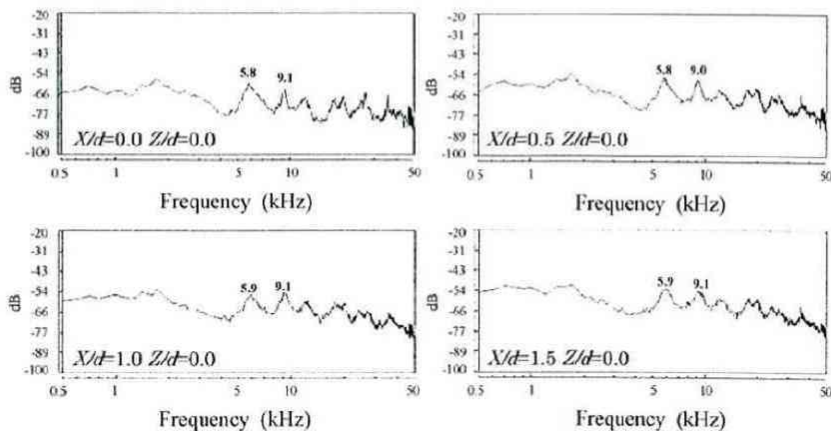 -20
-31
-43
-54
-66
-77
-89
-100
dB
5.8
9.1
X/d=0.0 Z/d=0.0
0.5 1 5 10 50
Frequency (kHz)
-20
-31
-43
-54
-66
-77
-89
-100
dB
5.8
9.0
X/d=0.5 Z/d=0.0
0.5 1 5 10 50
Frequency (kHz)
-20
-31
-43
-54
-66
-77
-89
-100
dB
5.9
9.1
X/d=1.0 Z/d=0.0
0.5 1 5 10 50
Frequency (kHz)
-20
-31
-43
-54
-66
-77
-89
-100
dB
5.9
9.1
X/d=1.5 Z/d=0.0
0.5 1 5 10 50
Frequency (kHz)